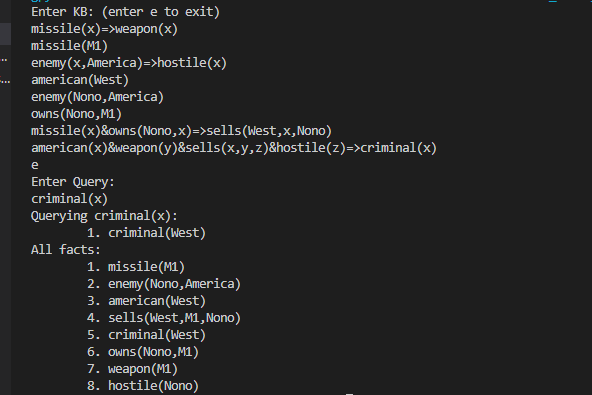 Enter KB: (enter e to exit)
missile(x)=>weapon(x)
missile(M1)
enemy(x,America)=>hostile(x)
american(West)
enemy(Nono,America)
owns(Nono,M1)
missile(x)&owns(Nono,x)=>sells(West,x,Nono)
american(x)&weapon(y)&sells(x,y,z)&hostile(z)=>criminal(x)
e
Enter Query:
criminal(x)
Querying criminal(x):
1. criminal(West)
All facts:
1. missile(M1)
2. enemy(Nono,America)
3. american(West)
4. sells(West,M1,Nono)
5. criminal(West)
6. owns(Nono,M1)
7. weapon(M1)
8. hostile(Nono)